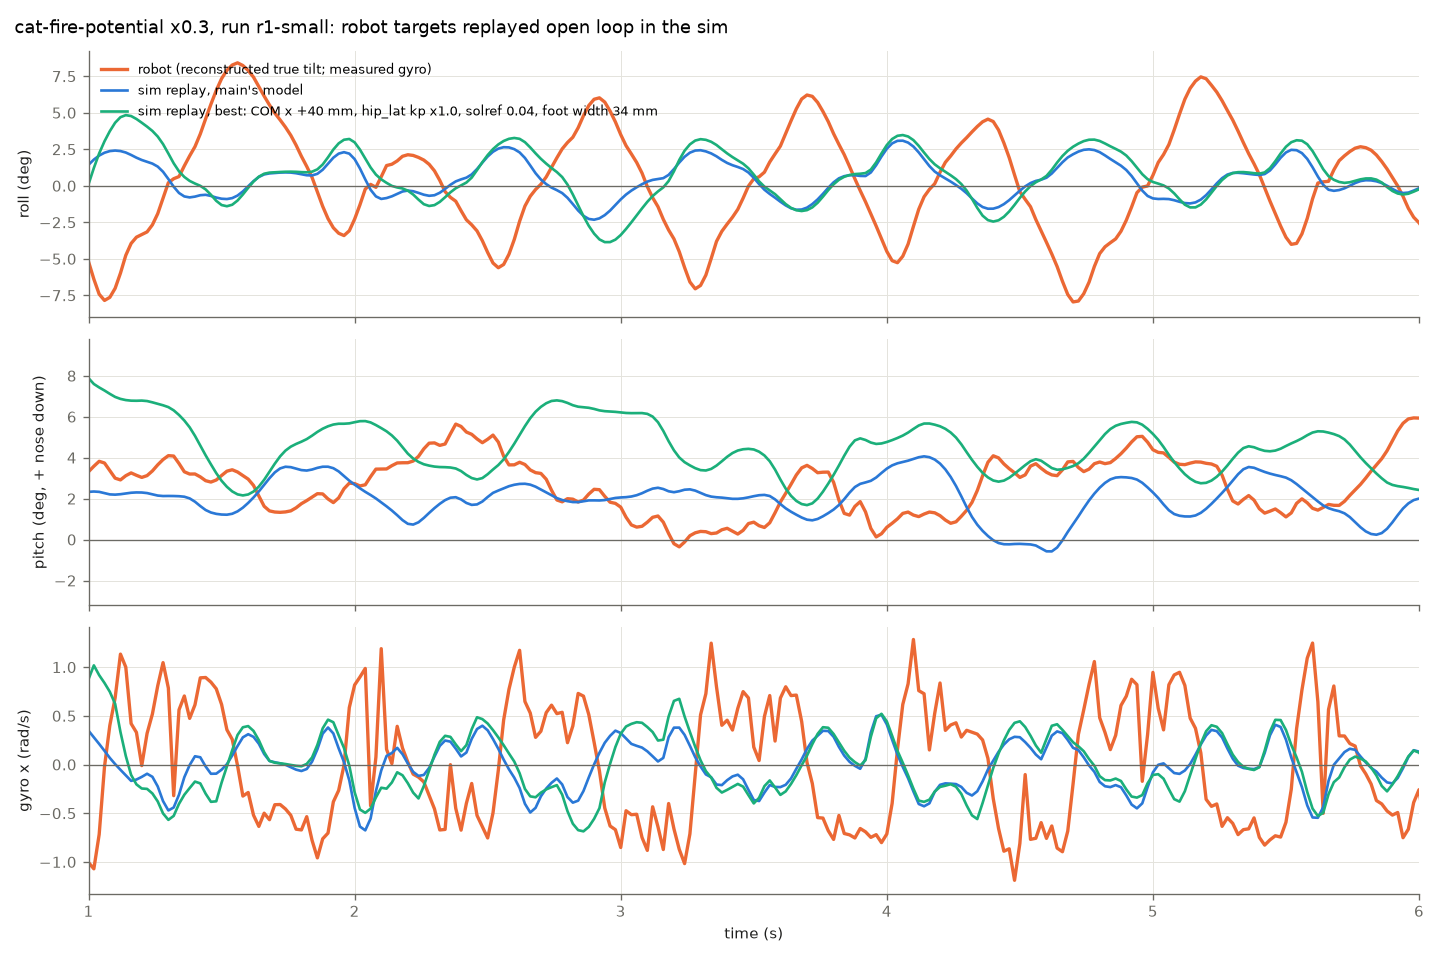 cat-fire-potential x0.3, run r1-small: robot targets replayed open loop in the sim
robot (reconstructed true tilt; measured gyro)
sim replay, main's model
sim replay, best: COM x +40 mm, hip_lat kp x1.0, solref 0.04, foot width 34 mm
roll (deg)
7.5
5.0
2.5
0.0
−2.5
−5.0
−7.5
pitch (deg, + nose down)
8
6
4
2
0
−2
gyro x (rad/s)
1.0
0.5
0.0
−0.5
−1.0
1 2 3 4 5 6
time (s)